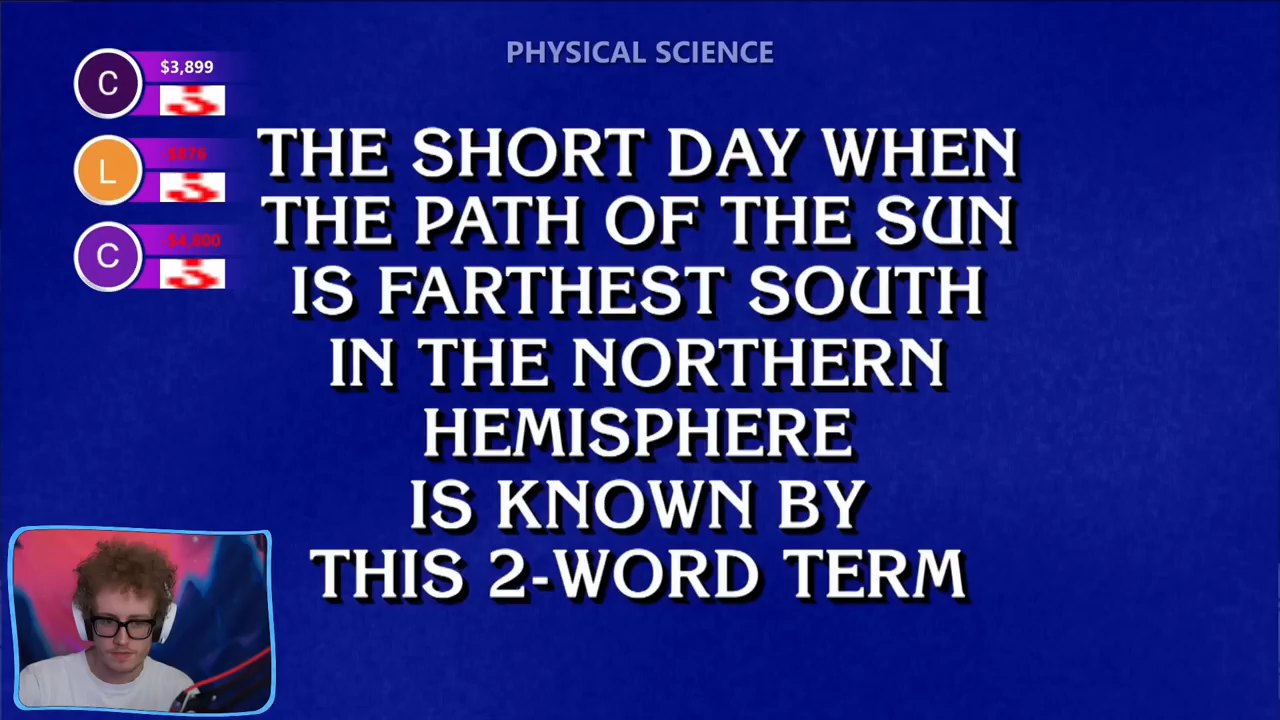 PHYSICAL SCIENCE
C
$3,899
L
-$876
C
-$4,800
THE SHORT DAY WHEN
THE PATH OF THE SUN
IS FARTHEST SOUTH
IN THE NORTHERN
HEMISPHERE
IS KNOWN BY
THIS 2-WORD TERM